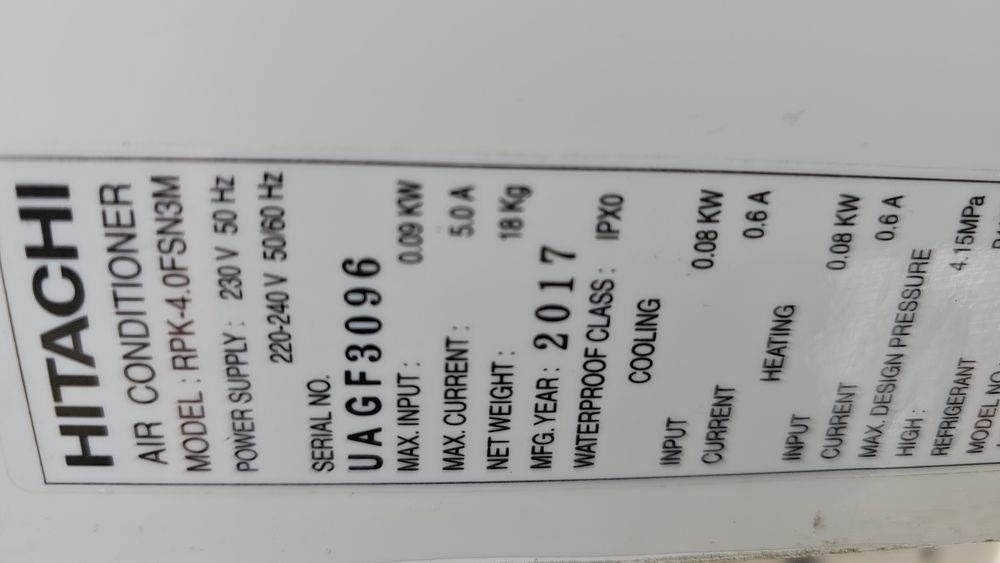 HITACHI
AIR CONDITIONER
MODEL : RPK-4.0FSN3M
POWER SUPPLY : 230 V 50 Hz
220-240 V 50/60 Hz
SERIAL NO.
UAGF3096
MAX. INPUT : 0.09 KW
MAX. CURRENT : 5.0 A
NET WEIGHT : 18 Kg
MFG. YEAR : 2017
WATERPROOF CLASS : IPX0
COOLING
INPUT 0.08 KW
CURRENT 0.6 A
HEATING
INPUT 0.08 KW
CURRENT 0.6 A
MAX. DESIGN PRESSURE
HIGH : 4.15MPa
REFRIGERANT
MODEL NO.